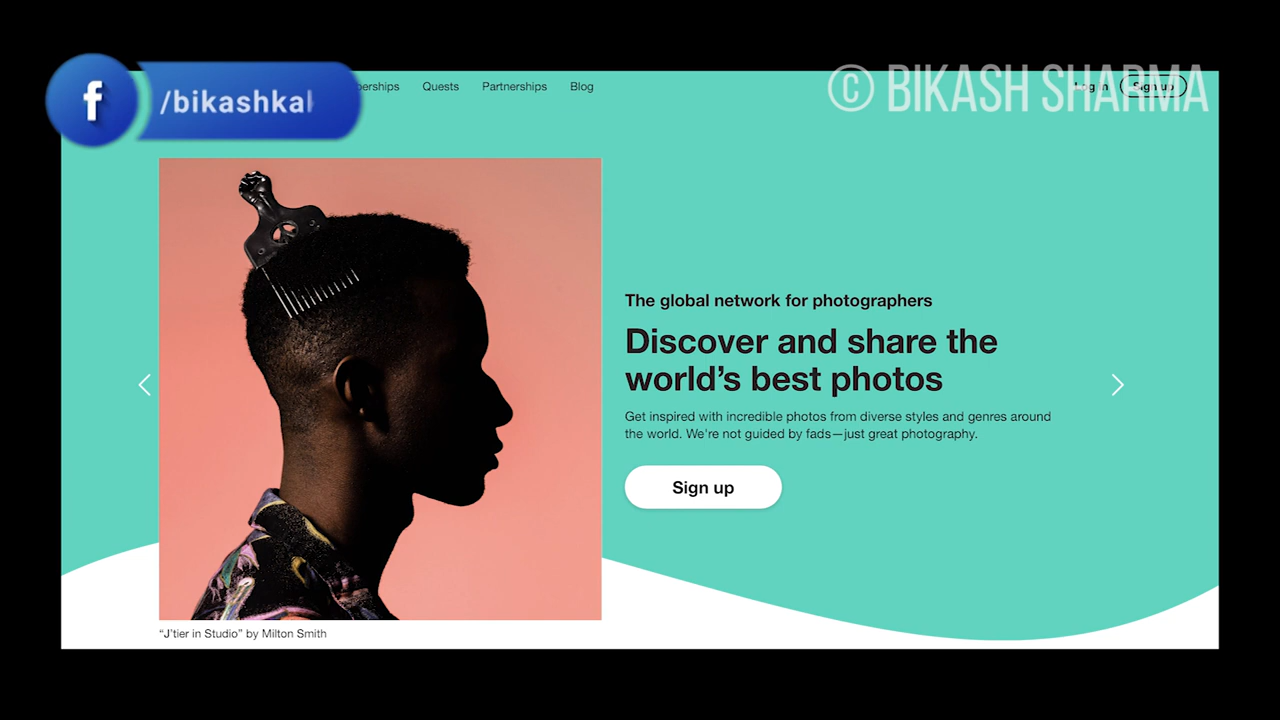 f
/bikashkal
Quests Partnerships Blog
© BIKASH SHARMA
Log in Sign up
The global network for photographers
Discover and share the
world’s best photos
Get inspired with incredible photos from diverse styles and genres around
the world. We're not guided by fads—just great photography.
Sign up
“J'tier in Studio” by Milton Smith